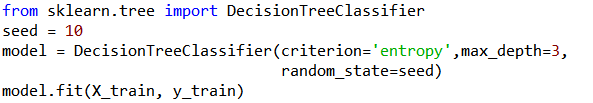 from sklearn.tree import DecisionTreeClassifier
seed = 10
model = DecisionTreeClassifier(criterion='entropy',max_depth=3,
                               random_state=seed)
model.fit(X_train, y_train)